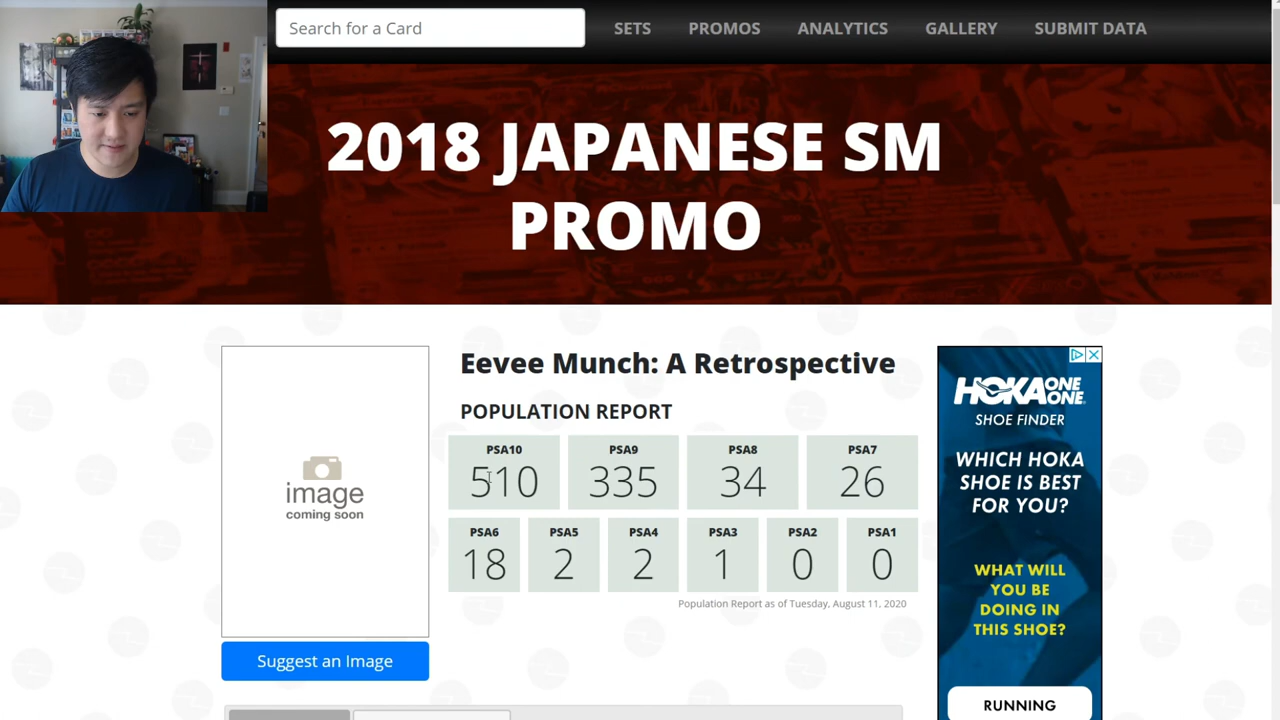 Search for a Card
SETS
PROMOS
ANALYTICS
GALLERY
SUBMIT DATA
2018 JAPANESE SM
PROMO
Eevee Munch: A Retrospective
POPULATION REPORT
PSA10
510
PSA9
335
PSA8
34
PSA7
26
PSA6
18
PSA5
2
PSA4
2
PSA3
1
PSA2
0
PSA1
0
Population Report as of Tuesday, August 11, 2020
image
coming soon
Suggest an Image
HOKA ONE ONE
SHOE FINDER
WHICH HOKA
SHOE IS BEST
FOR YOU?
WHAT WILL
YOU BE
DOING IN
THIS SHOE?
RUNNING